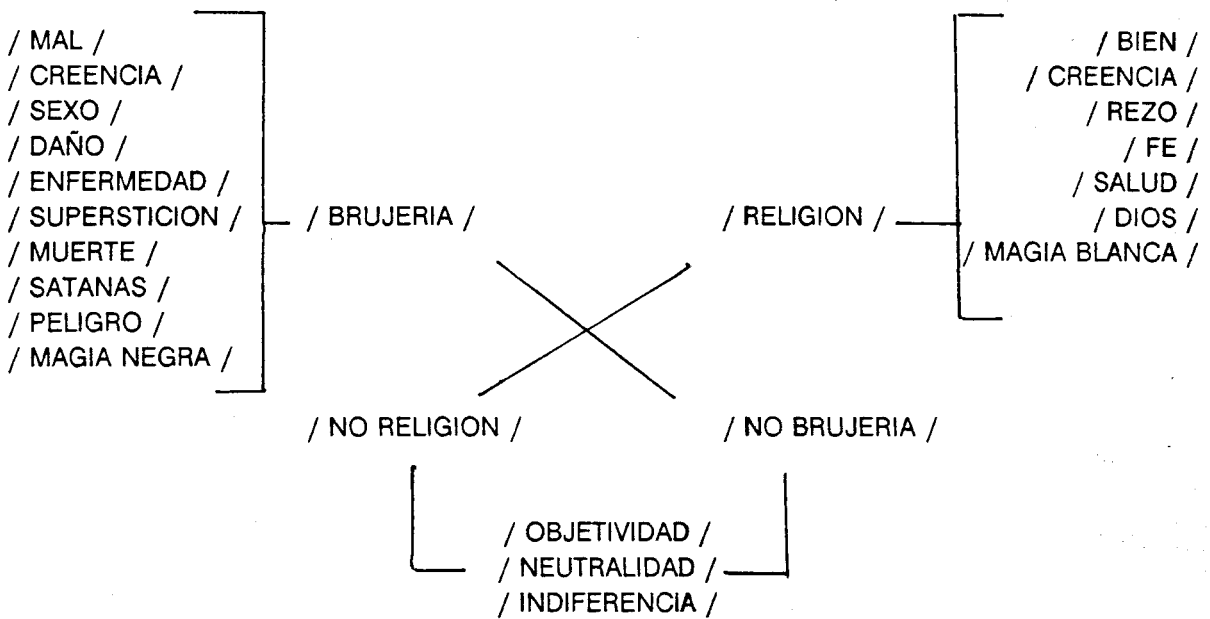 / MAL /
/ CREENCIA /
/ SEXO /
/ DAÑO /
/ ENFERMEDAD /
/ SUPERSTICION /
/ MUERTE /
/ SATANAS /
/ PELIGRO /
/ MAGIA NEGRA /
/ BRUJERIA /
/ RELIGION /
/ BIEN /
/ CREENCIA /
/ REZO /
/ FE /
/ SALUD /
/ DIOS /
/ MAGIA BLANCA /
/ NO RELIGION /
/ NO BRUJERIA /
/ OBJETIVIDAD /
/ NEUTRALIDAD /
/ INDIFERENCIA /